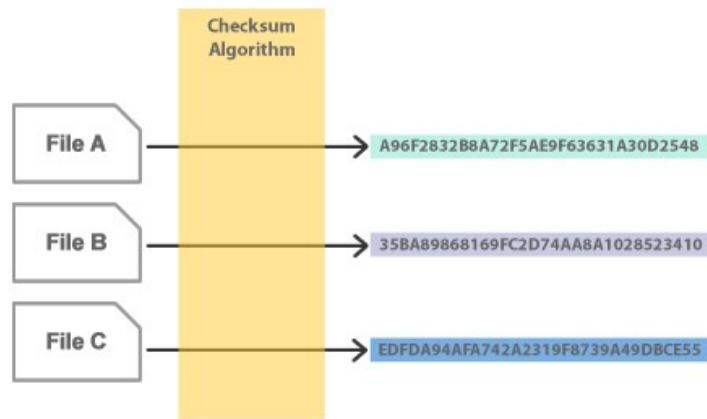 Checksum
Algorithm
File A
A96F2832B8A72F5AE9F63631A30D2548
File B
35BA89868169FC2D74AA8A1028523410
File C
EDFDA94AFA742A2319F8739A49DBCE55